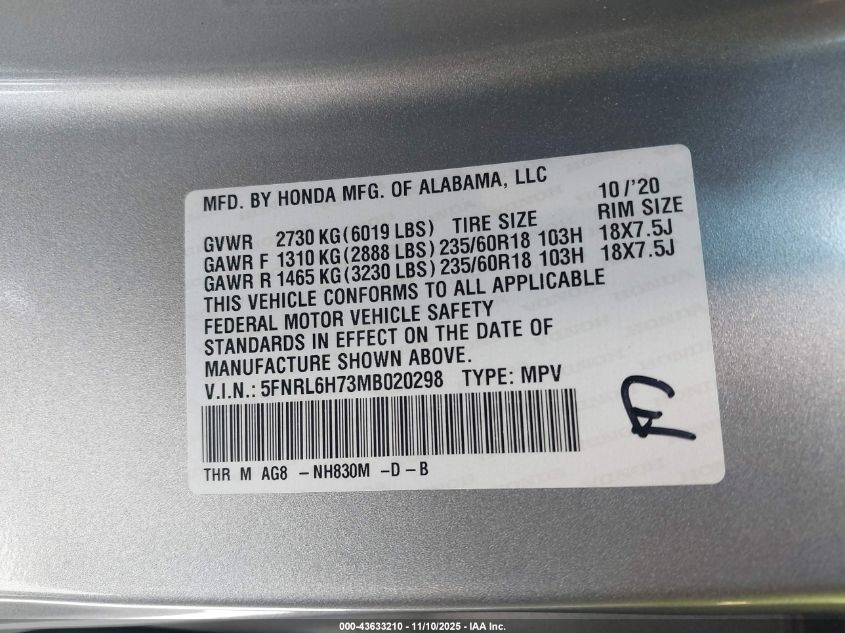 MFD. BY HONDA MFG. OF ALABAMA, LLC 10/'20
GVWR 2730 KG (6019 LBS) TIRE SIZE RIM SIZE
GAWR F 1310 KG (2888 LBS) 235/60R18 103H 18X7.5J
GAWR R 1465 KG (3230 LBS) 235/60R18 103H 18X7.5J
THIS VEHICLE CONFORMS TO ALL APPLICABLE
FEDERAL MOTOR VEHICLE SAFETY
STANDARDS IN EFFECT ON THE DATE OF
MANUFACTURE SHOWN ABOVE.
V.I.N.: 5FNRL6H73MB020298 TYPE: MPV
THR M AG8 -NH830M -D-B
000-43633210 - 11/10/2025 - IAA Inc.